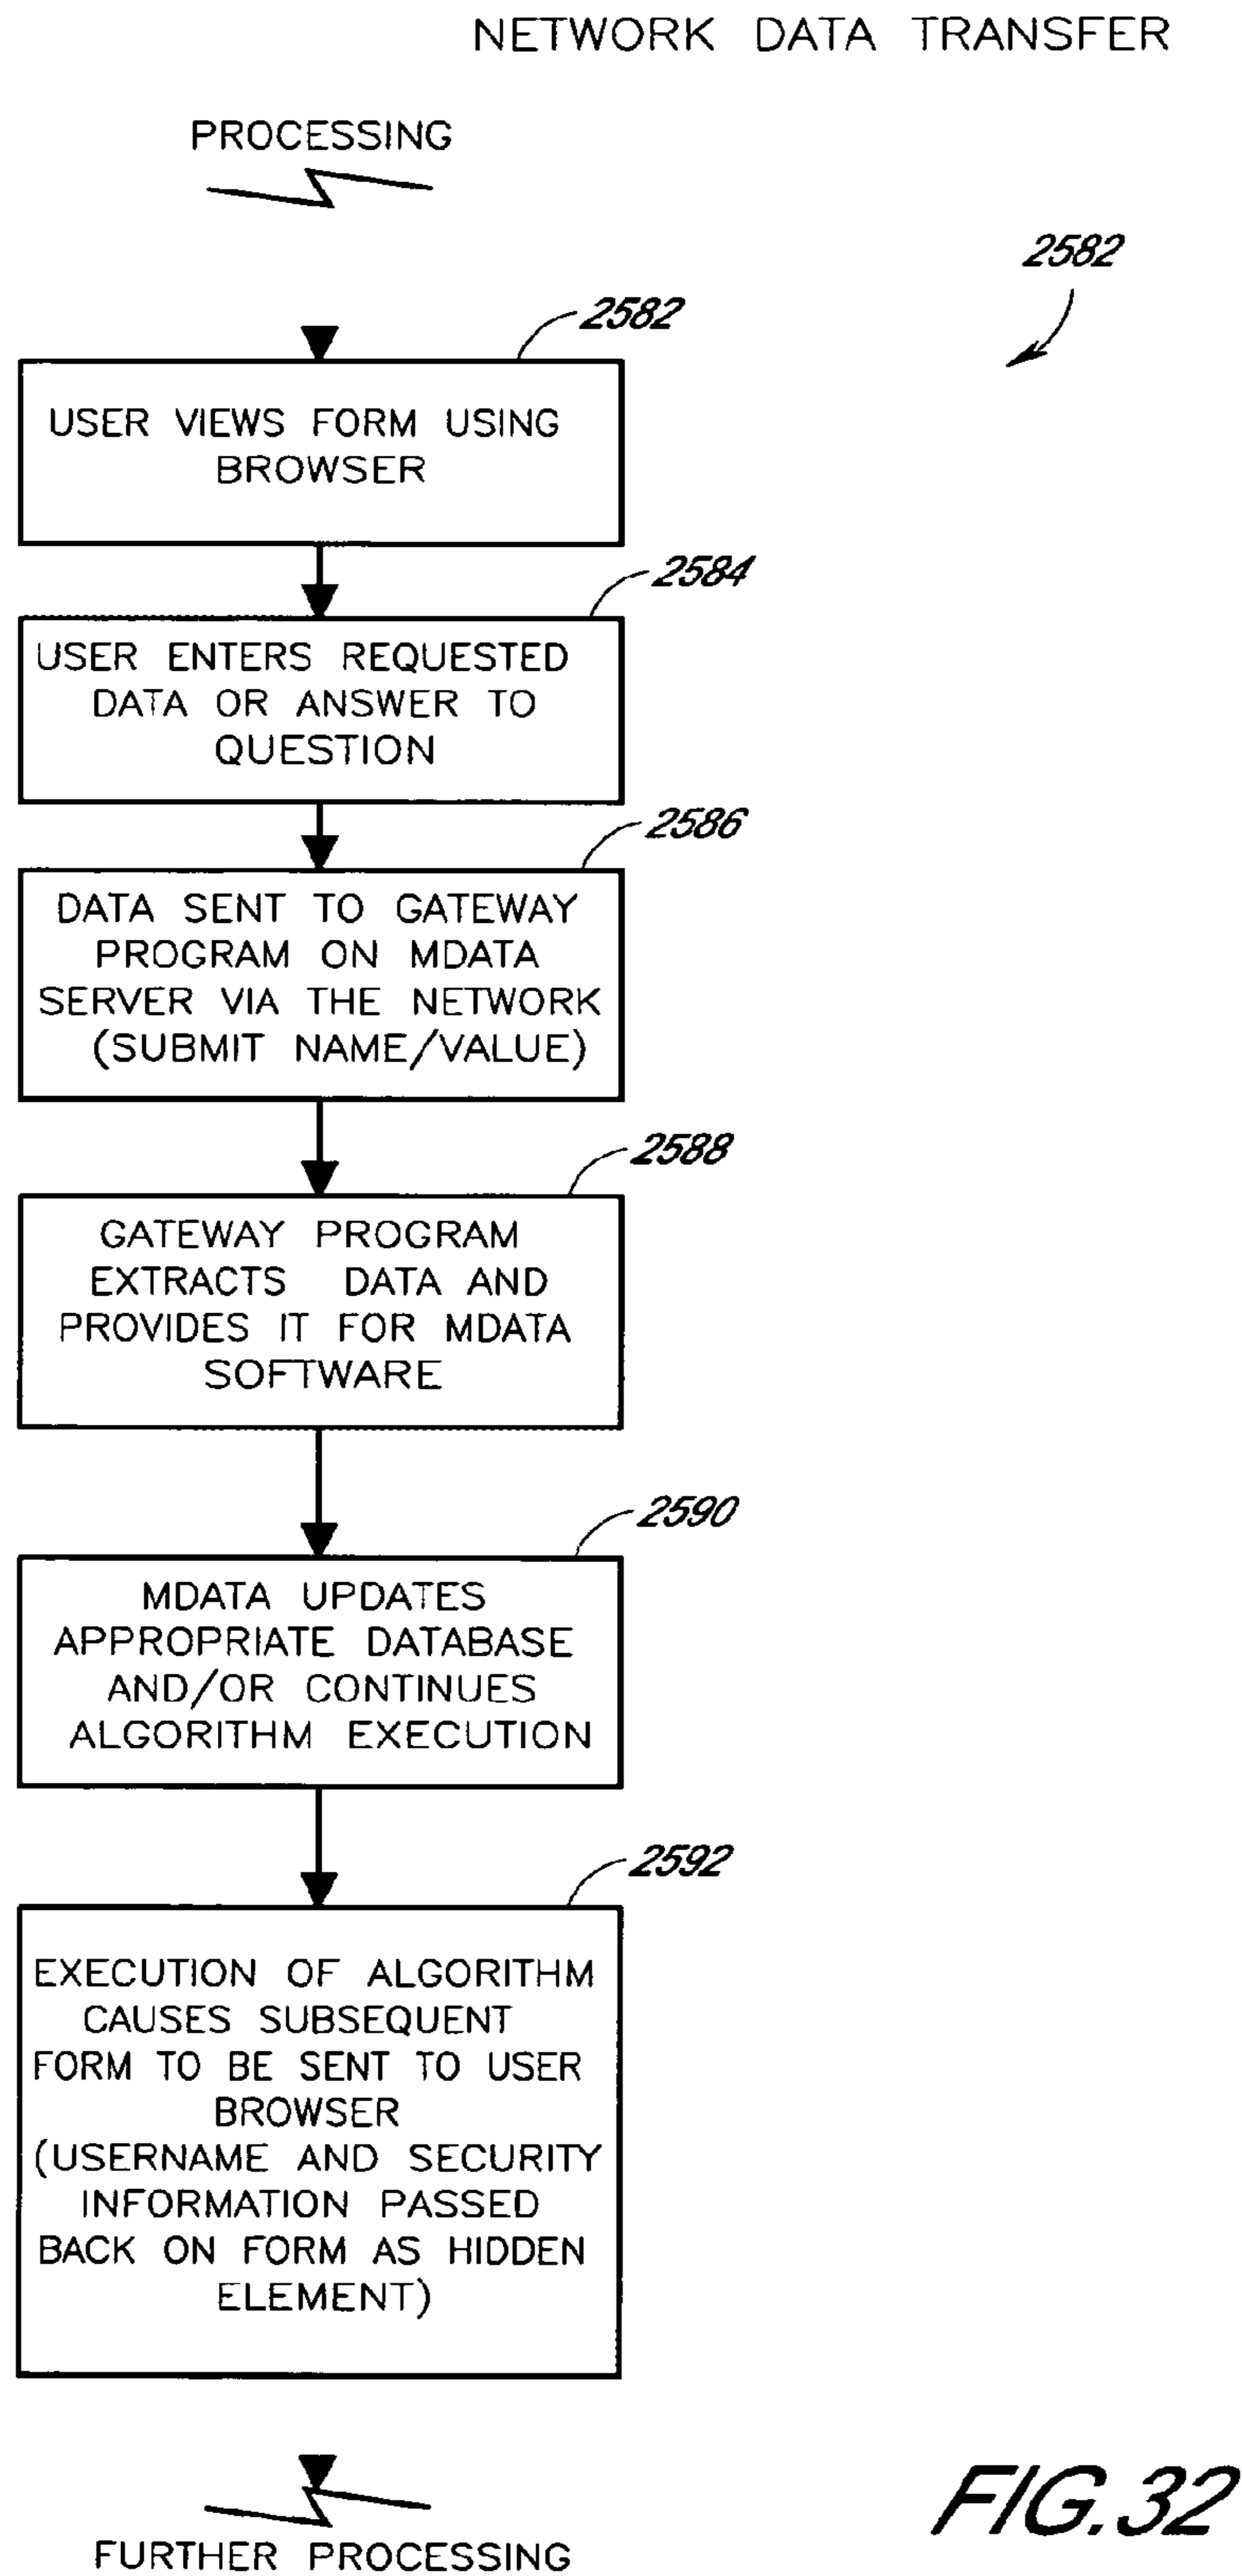 NETWORK DATA TRANSFER
PROCESSING
2582
2582
USER VIEWS FORM USING
BROWSER
2584
USER ENTERS REQUESTED
DATA OR ANSWER TO
QUESTION
2586
DATA SENT TO GATEWAY
PROGRAM ON MDATA
SERVER VIA THE NETWORK
(SUBMIT NAME/VALUE)
2588
GATEWAY PROGRAM
EXTRACTS DATA AND
PROVIDES IT FOR MDATA
SOFTWARE
2590
MDATA UPDATES
APPROPRIATE DATABASE
AND/OR CONTINUES
ALGORITHM EXECUTION
2592
EXECUTION OF ALGORITHM
CAUSES SUBSEQUENT
FORM TO BE SENT TO USER
BROWSER
(USERNAME AND SECURITY
INFORMATION PASSED
BACK ON FORM AS HIDDEN
ELEMENT)
FURTHER PROCESSING
FIG.32